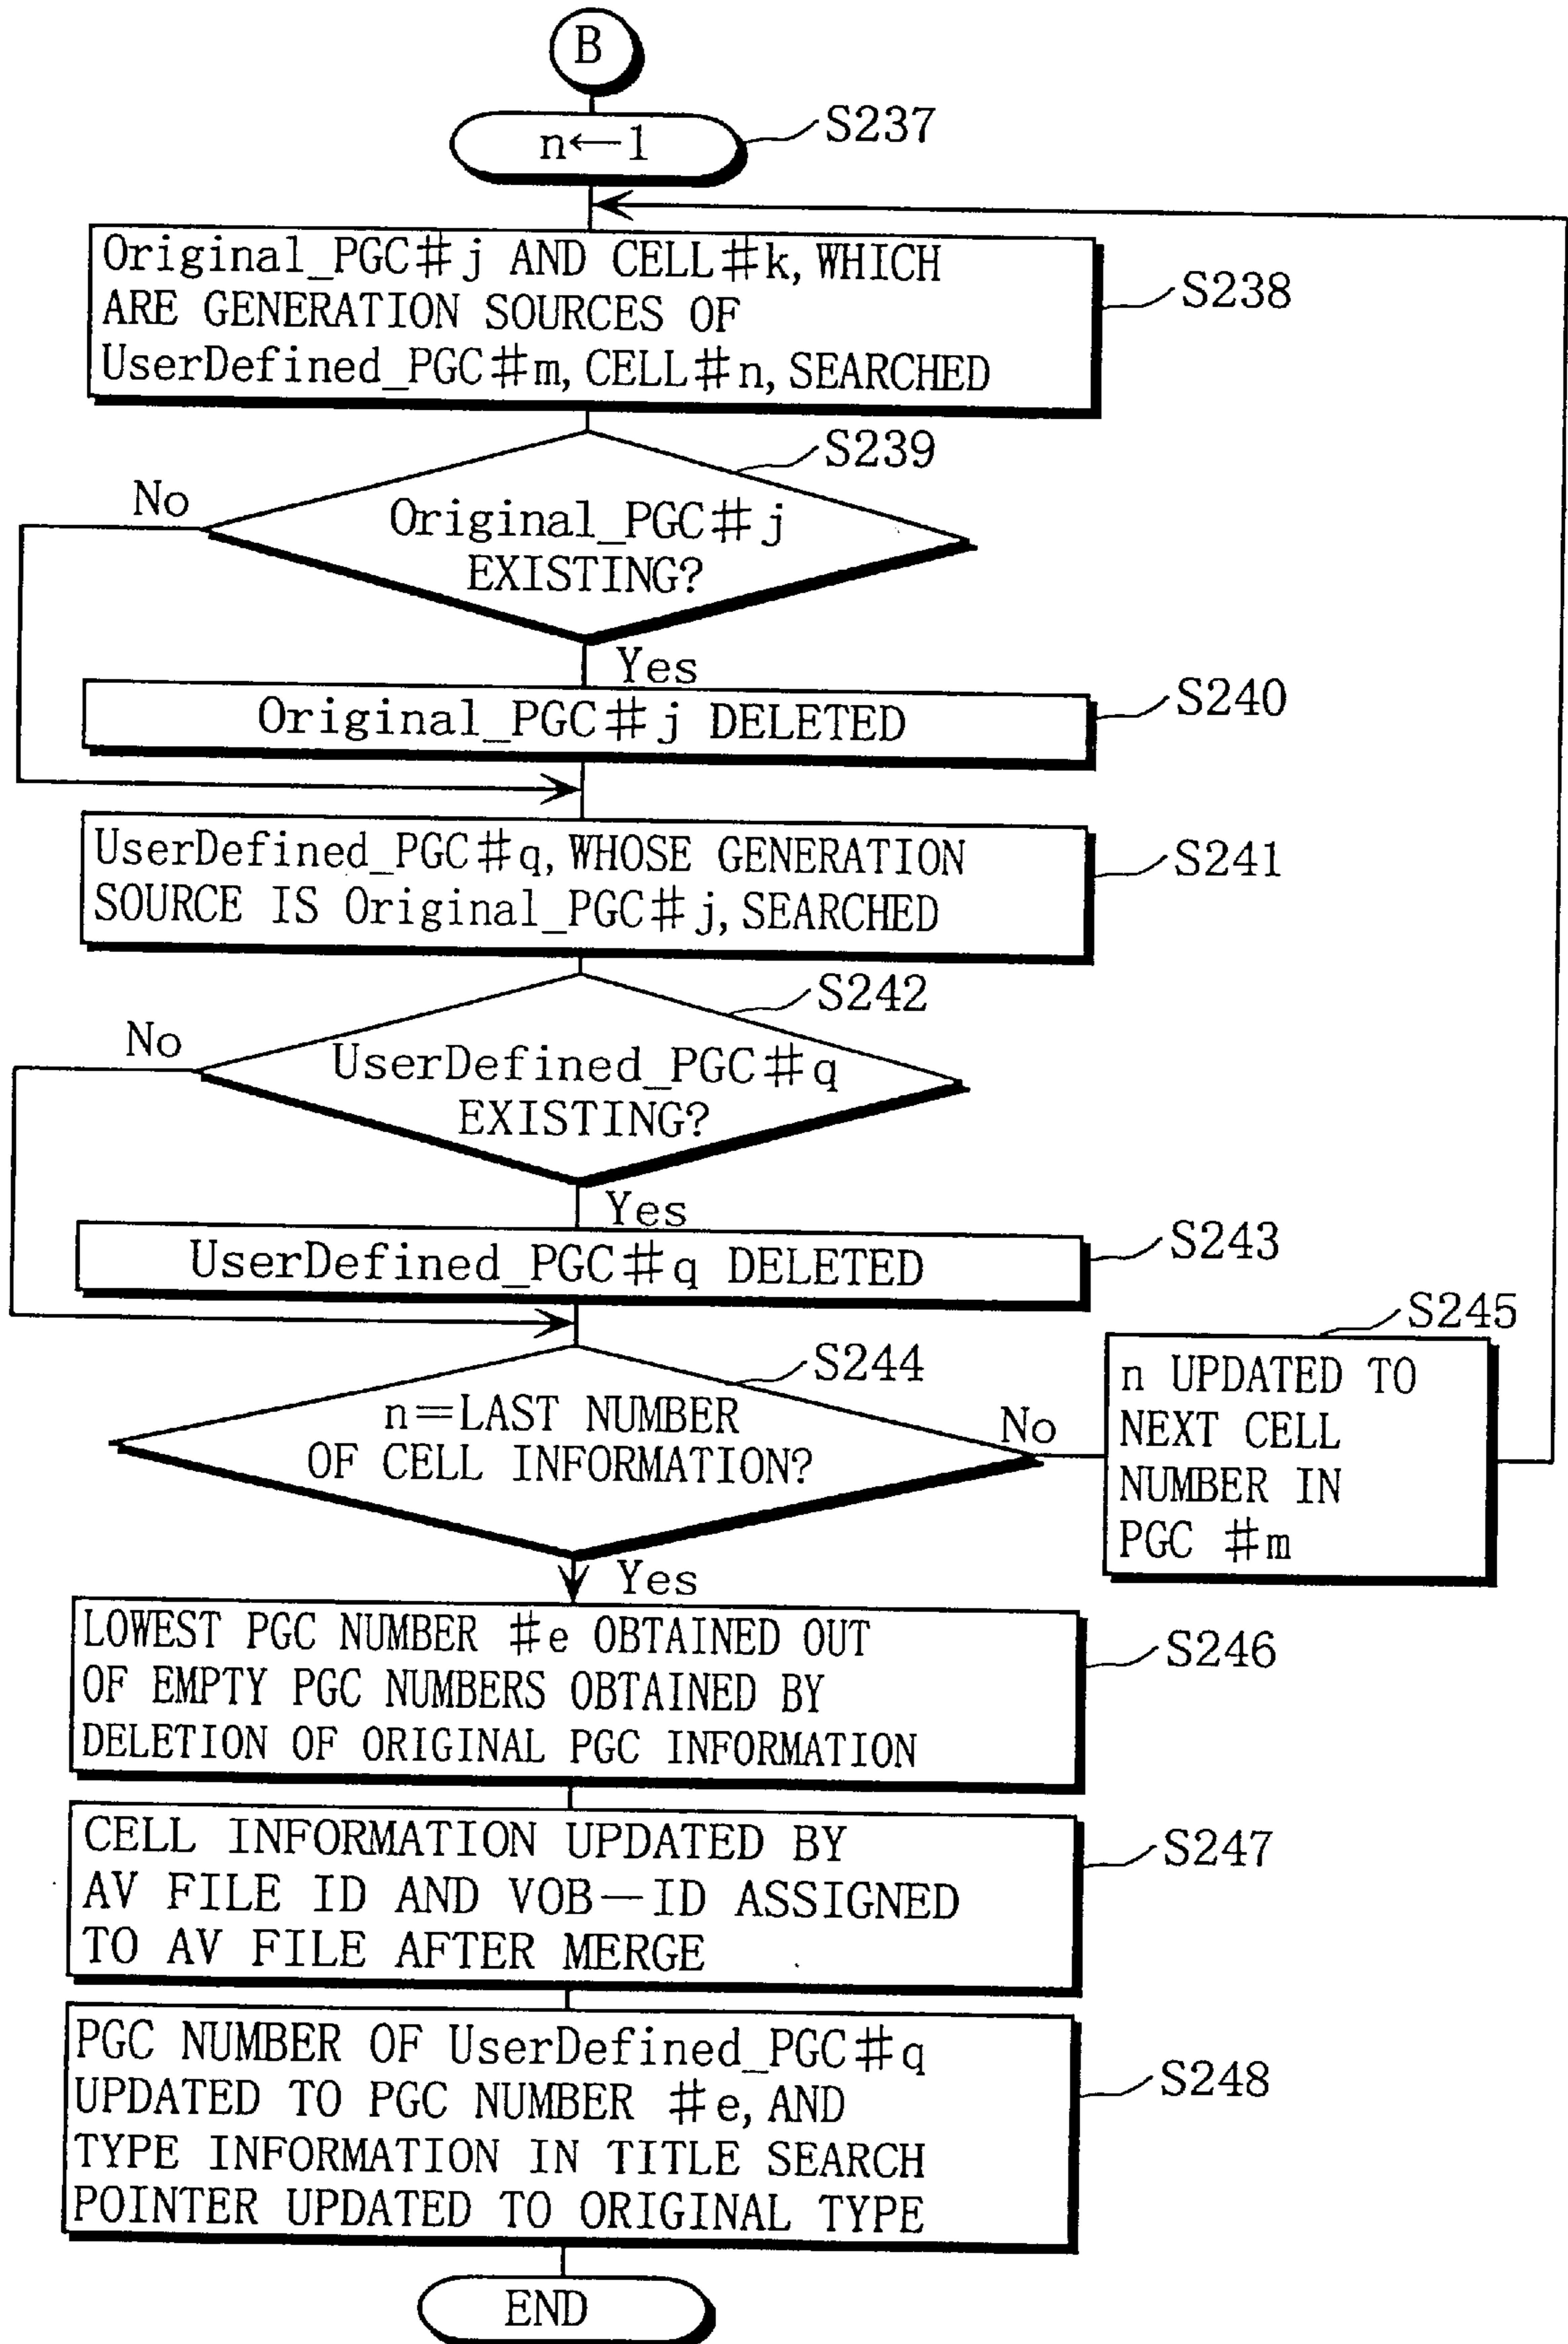 B
n←1
S237
Original_PGC#j AND CELL#k, WHICH
ARE GENERATION SOURCES OF
UserDefined_PGC#m, CELL#n, SEARCHED
S238
S239
No
Original_PGC#j
EXISTING?
Yes
Original_PGC#j DELETED
S240
UserDefined_PGC#q, WHOSE GENERATION
SOURCE IS Original_PGC#j, SEARCHED
S241
S242
No
UserDefined_PGC#q
EXISTING?
Yes
UserDefined_PGC#q DELETED
S243
S244
n=LAST NUMBER
OF CELL INFORMATION?
No
S245
n UPDATED TO
NEXT CELL
NUMBER IN
PGC #m
Yes
LOWEST PGC NUMBER #e OBTAINED OUT
OF EMPTY PGC NUMBERS OBTAINED BY
DELETION OF ORIGINAL PGC INFORMATION
S246
CELL INFORMATION UPDATED BY
AV FILE ID AND VOB-ID ASSIGNED
TO AV FILE AFTER MERGE
S247
PGC NUMBER OF UserDefined_PGC#q
UPDATED TO PGC NUMBER #e, AND
TYPE INFORMATION IN TITLE SEARCH
POINTER UPDATED TO ORIGINAL TYPE
S248
END